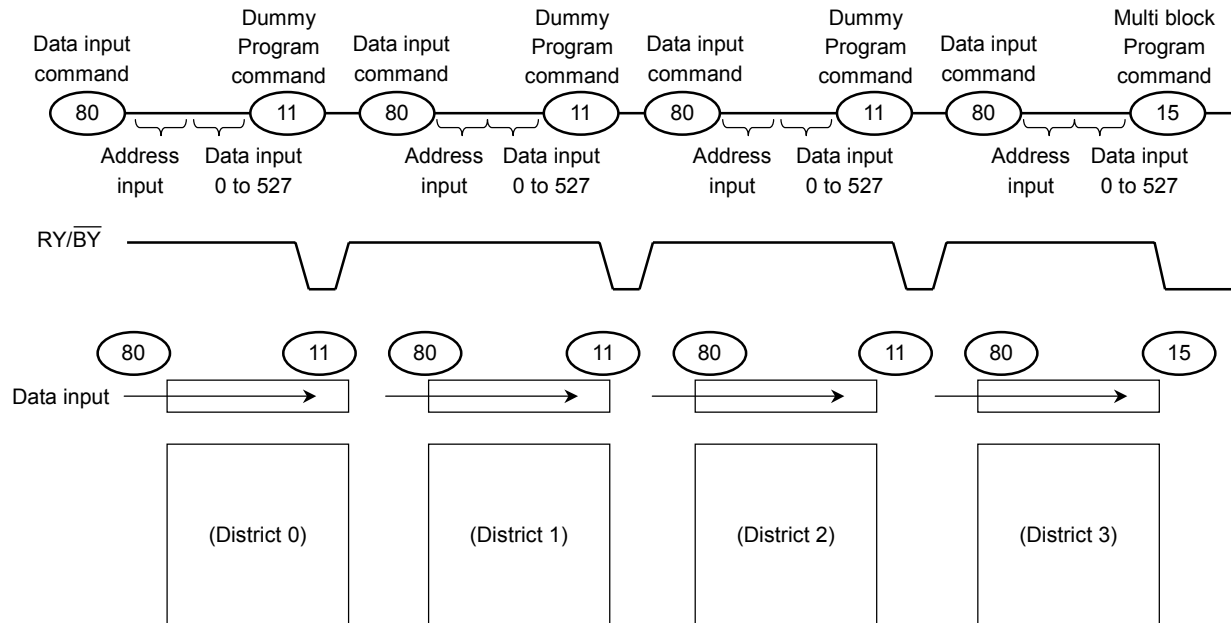 Data input command
Dummy Program command
Data input command
Dummy Program command
Data input command
Dummy Program command
Data input command
Multi block Program command
80 11 80 11 80 11 80 15
Address input
Data input 0 to 527
Address input
Data input 0 to 527
Address input
Data input 0 to 527
Address input
Data input 0 to 527
RY/B̅Y̅
80 11 80 11 80 11 80 15
Data input
(District 0) (District 1) (District 2) (District 3)